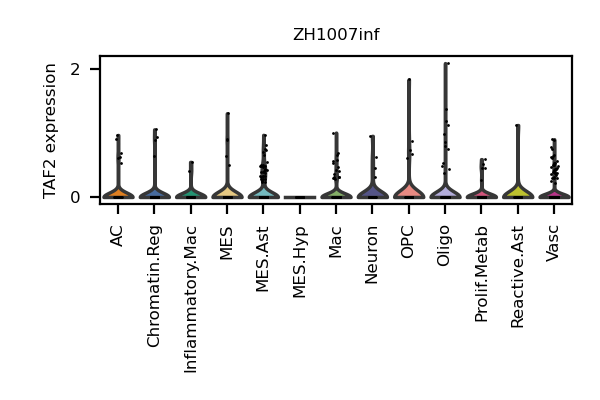 ZH1007inf
TAF2 expression
2
0
AC
Chromatin.Reg
Inflammatory.Mac
MES
MES.Ast
MES.Hyp
Mac
Neuron
OPC
Oligo
Prolif.Metab
Reactive.Ast
Vasc